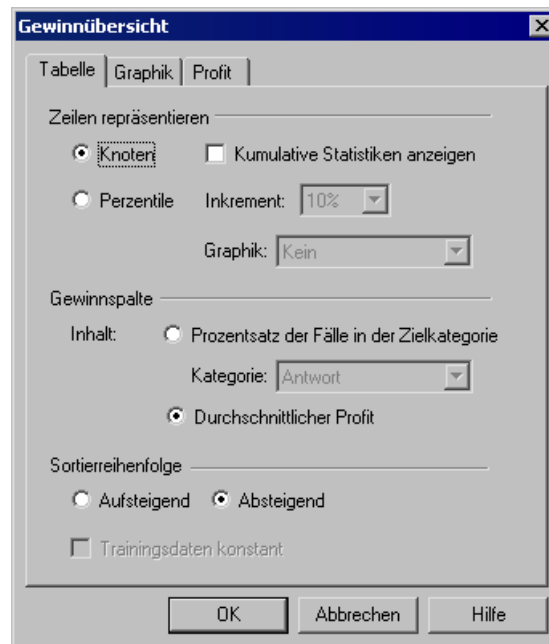 Gewinnübersicht
Tabelle Graphik Profit
Zeilen repräsentieren
Knoten Kumulative Statistiken anzeigen
Perzentile Inkrement: 10%
Graphik: Kein
Gewinnspalte
Inhalt: Prozentsatz der Fälle in der Zielkategorie
Kategorie: Antwort
Durchschnittlicher Profit
Sortierreihenfolge
Aufsteigend Absteigend
Trainingsdaten konstant
OK Abbrechen Hilfe